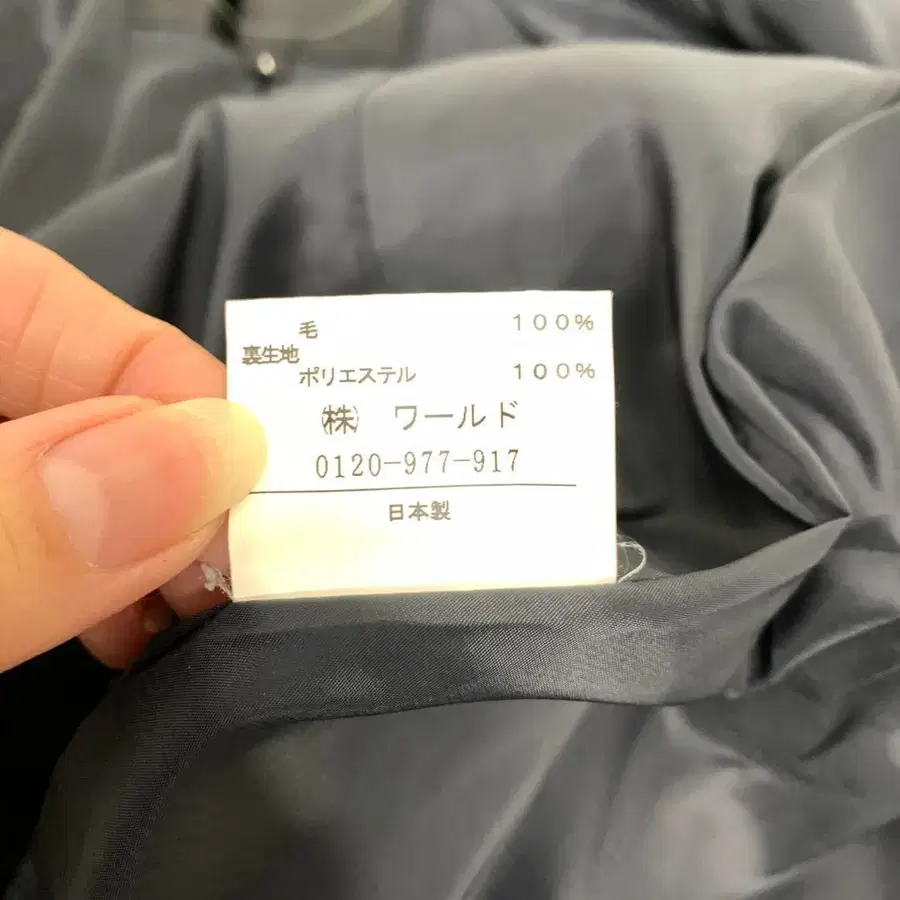 毛 100%
裏生地
ポリエステル 100%
㈱ ワールド
0120-977-917
日本製